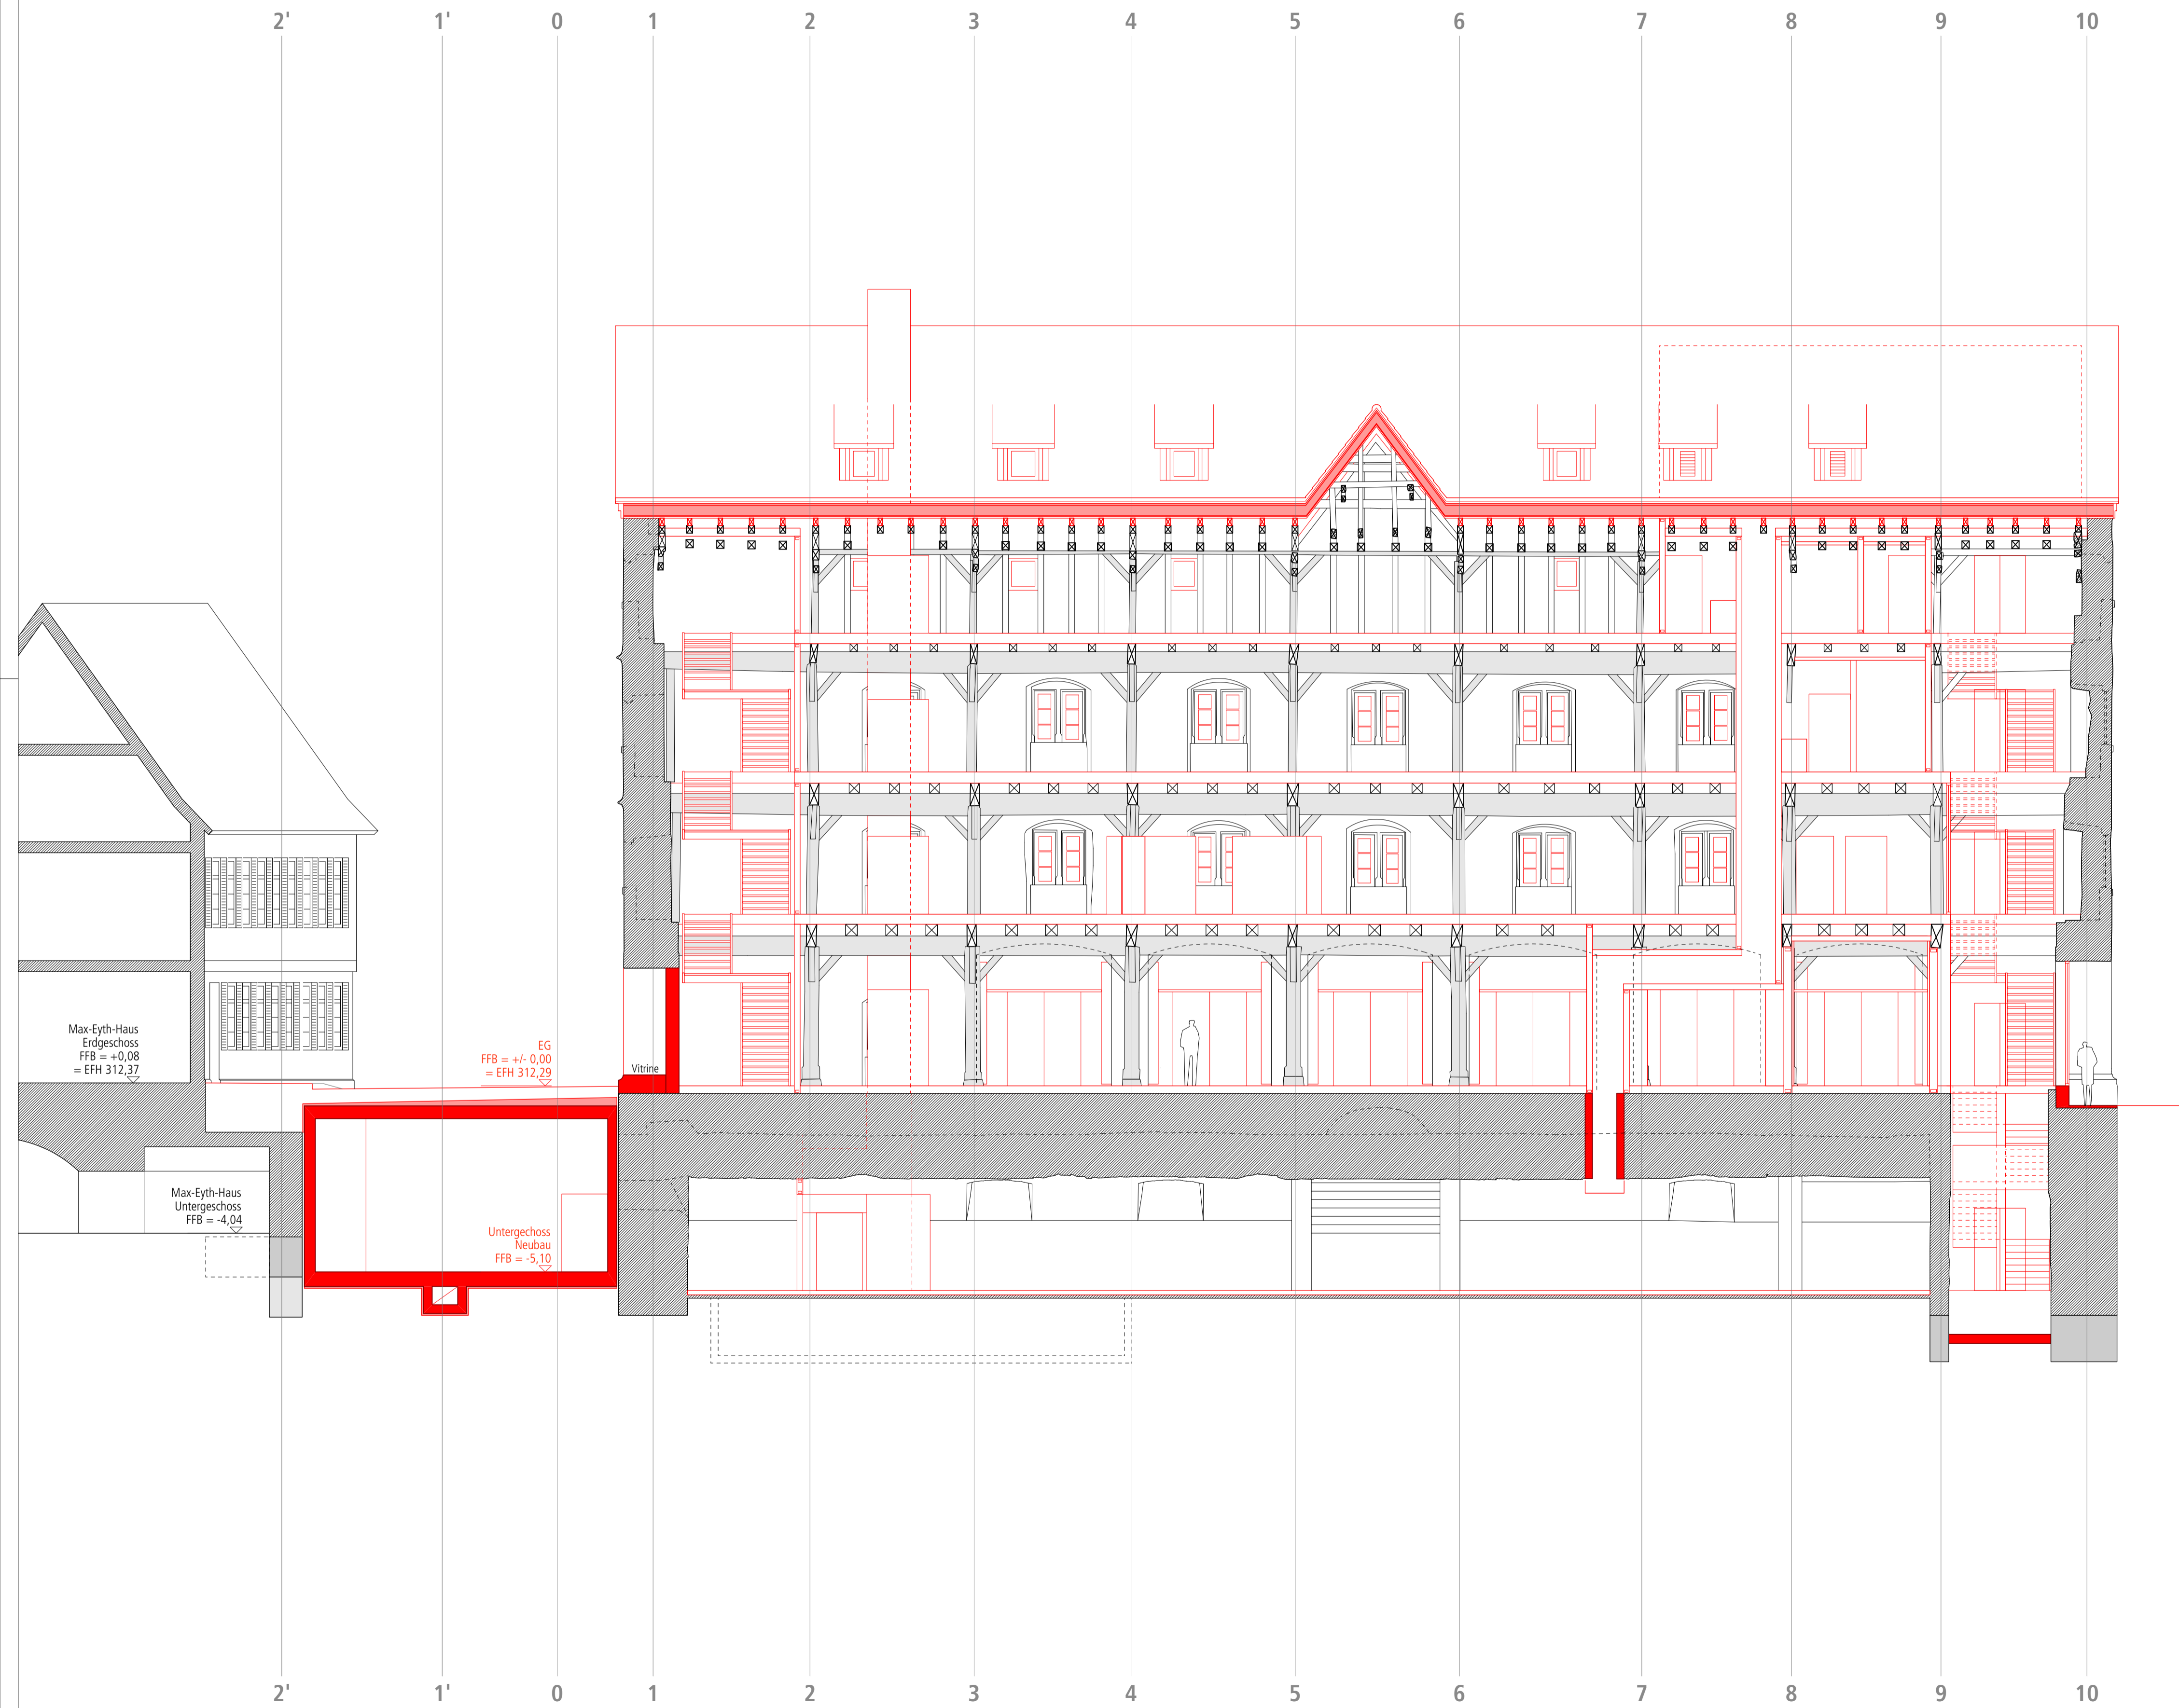 2' 1' 0 1 2 3 4 5 6 7 8 9 10
Max-Eyth-Haus
Erdgeschoss
FFB = +0,08
= EFH 312,37
EG
FFB = +/- 0,00
= EFH 312,29
Vitrine
Max-Eyth-Haus
Untergeschoss
FFB = -4,04
Untergechoss
Neubau
FFB = -5,10
2' 1' 0 1 2 3 4 5 6 7 8 9 10